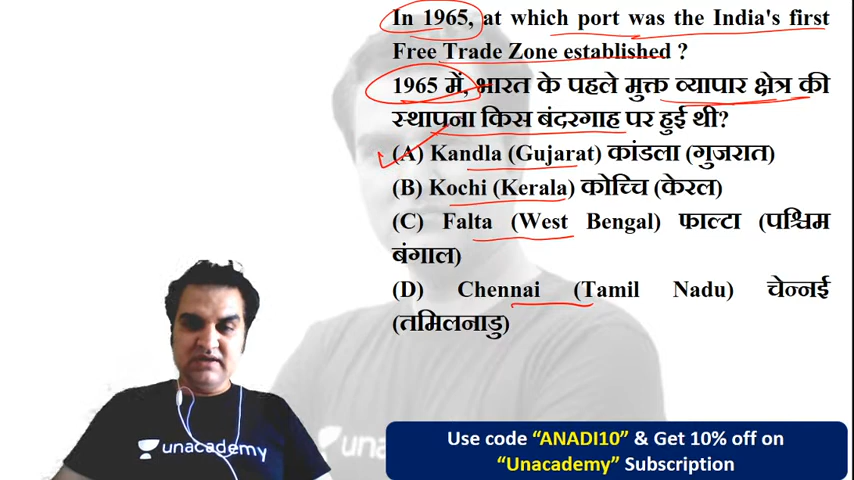 In 1965, at which port was the India's first
Free Trade Zone established ?
1965 में, भारत के पहले मुक्त व्यापार क्षेत्र की
स्थापना किस बंदरगाह पर हुई थी?
(A) Kandla (Gujarat) कांडला (गुजरात)
(B) Kochi (Kerala) कोच्चि (केरल)
(C) Falta (West Bengal) फाल्टा (पश्चिम
बंगाल)
(D) Chennai (Tamil Nadu) चेन्नई
(तमिलनाडु)
unacademy
una
Use code “ANADI10” & Get 10% off on
“Unacademy” Subscription